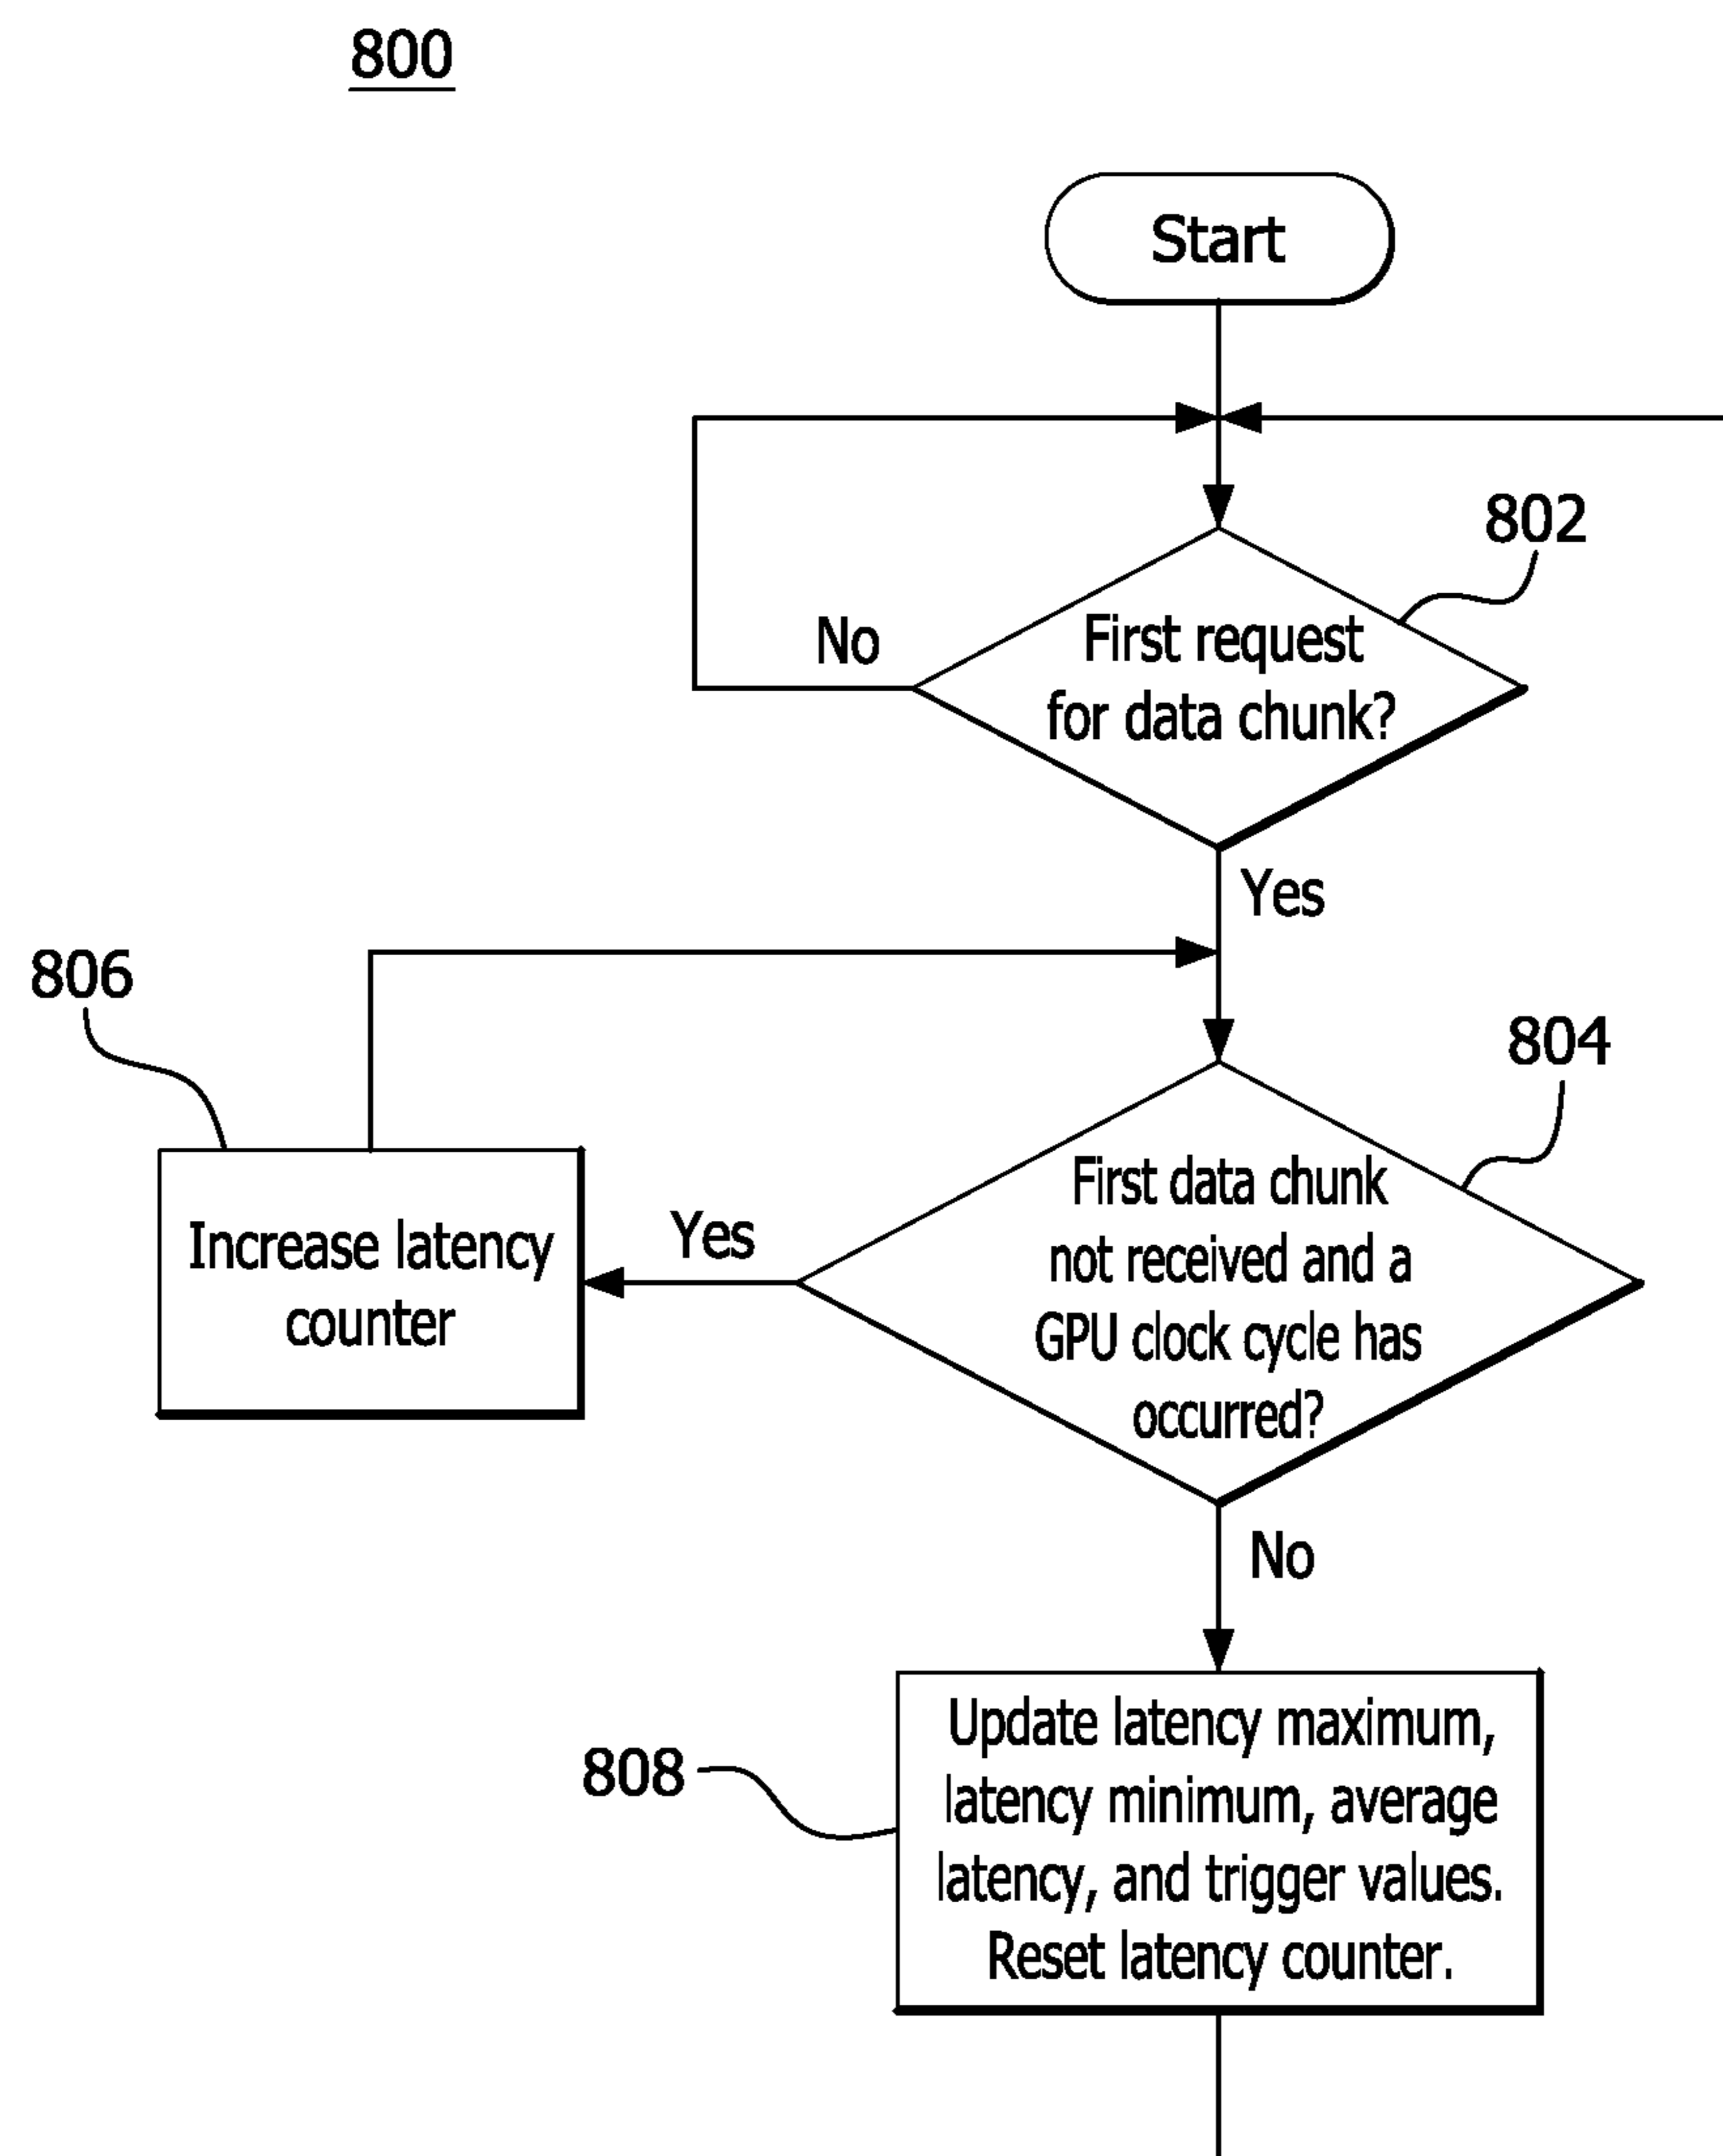 800
Start
802
No
First request
for data chunk?
Yes
806
804
Increase latency
counter
Yes
First data chunk
not received and a
GPU clock cycle has
occurred?
No
808
Update latency maximum,
latency minimum, average
latency, and trigger values.
Reset latency counter.